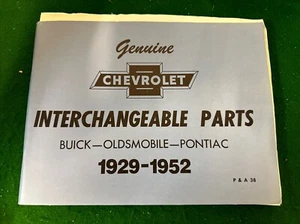 Genuine
CHEVROLET
INTERCHANGEABLE PARTS
BUICK—OLDSMOBILE—PONTIAC
1929-1952
P & A 38